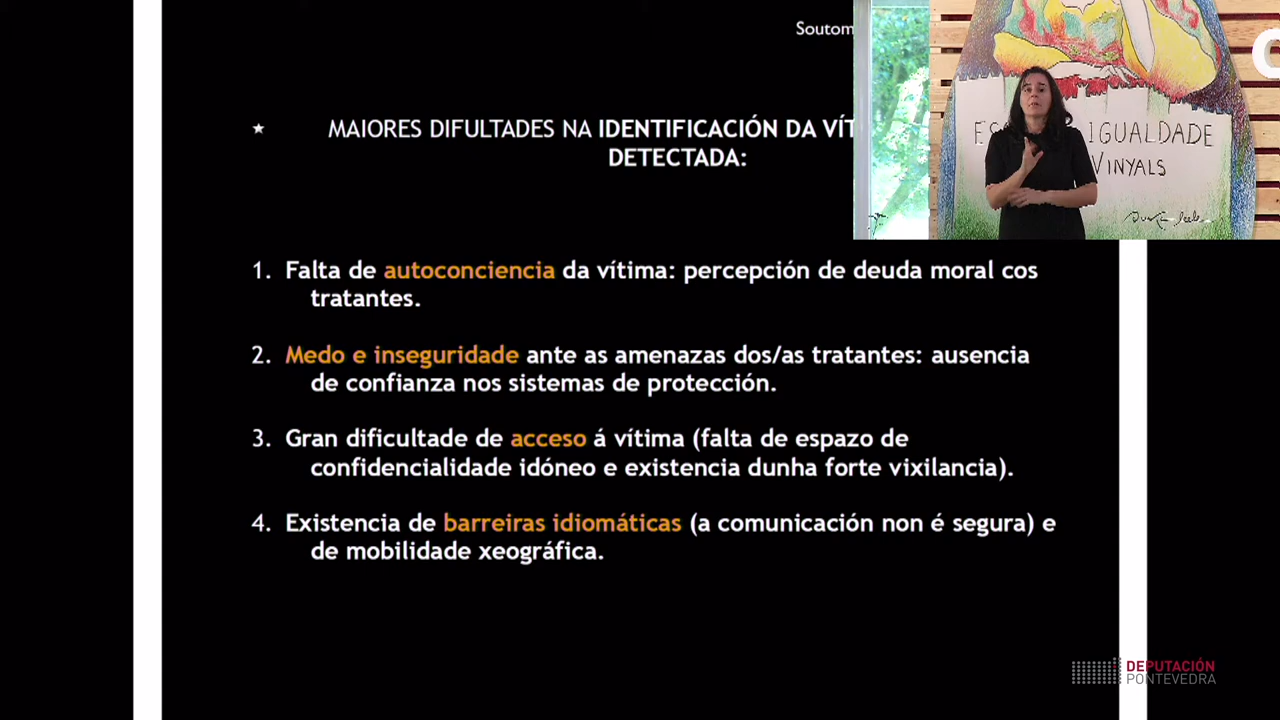 Soutom
★ MAIORES DIFULTADES NA IDENTIFICACIÓN DA VÍT
DETECTADA:
1. Falta de autoconciencia da vítima: percepción de deuda moral cos
tratantes.
2. Medo e inseguridade ante as amenazas dos/as tratantes: ausencia
de confianza nos sistemas de protección.
3. Gran dificultade de acceso á vítima (falta de espazo de
confidencialidade idóneo e existencia dunha forte vixilancia).
4. Existencia de barreiras idiomáticas (a comunicación non é segura) e
de mobilidade xeográfica.
IGUALDADE
VINYALS
DEPUTACIÓN
PONTEVEDRA